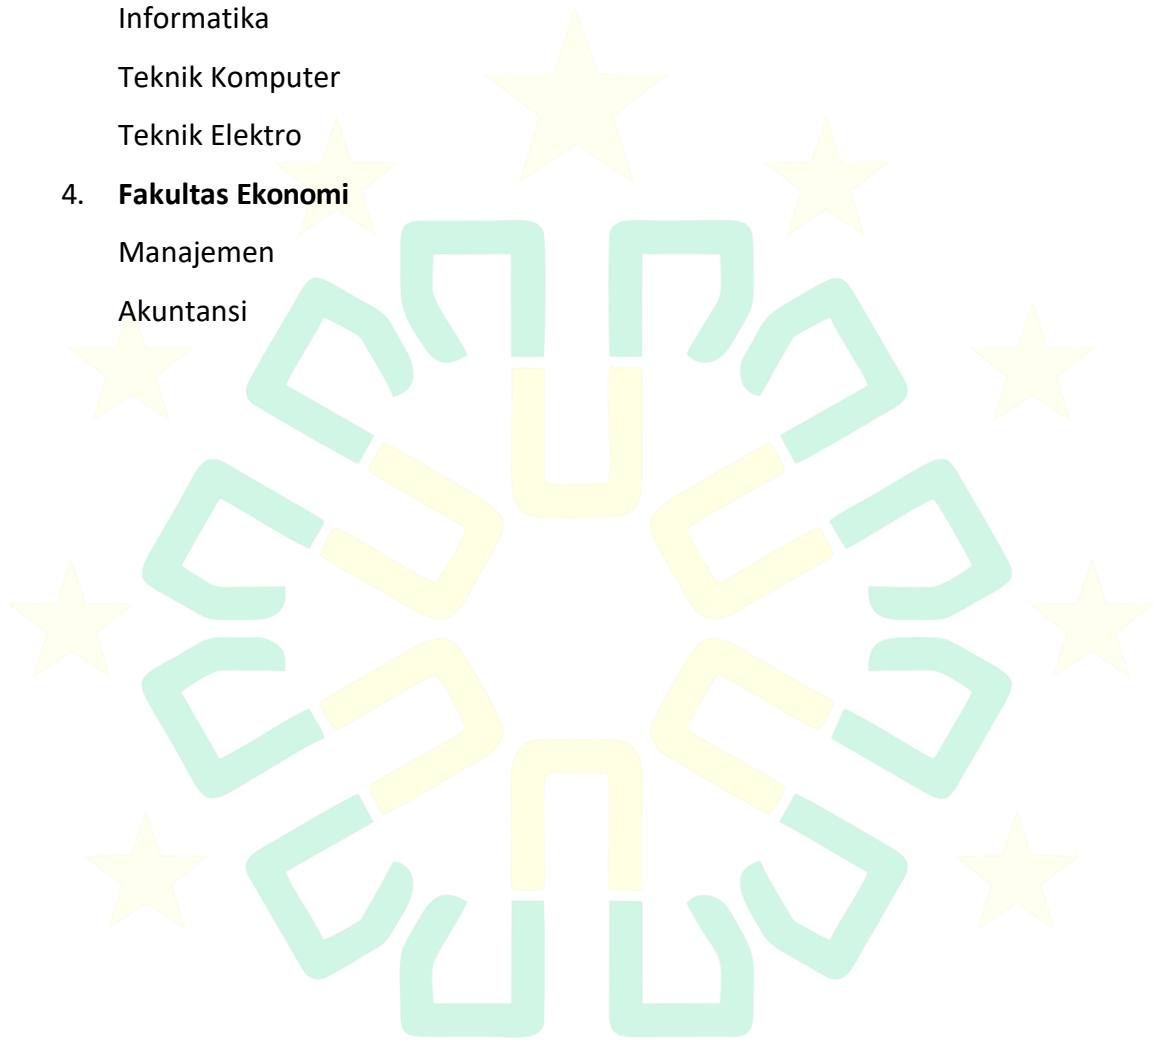 Informatika
Teknik Komputer
Teknik Elektro
4. Fakultas Ekonomi
Manajemen
Akuntansi